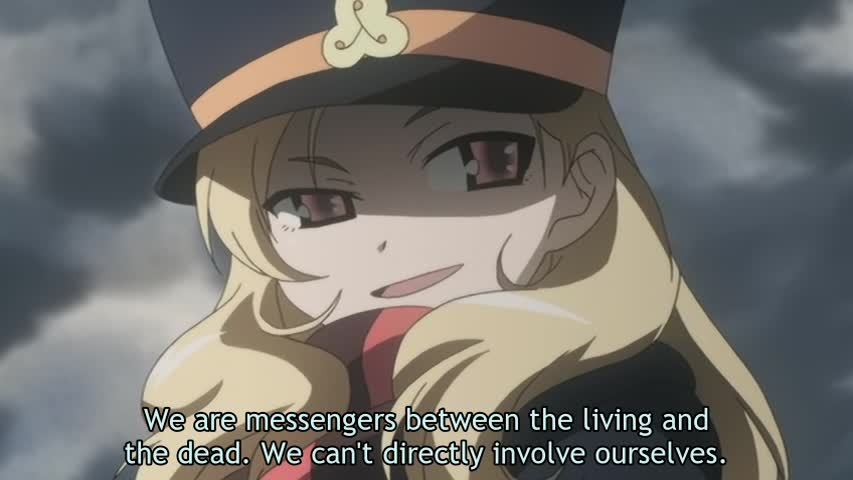 We are messengers between the living and
the dead. We can't directly involve ourselves.